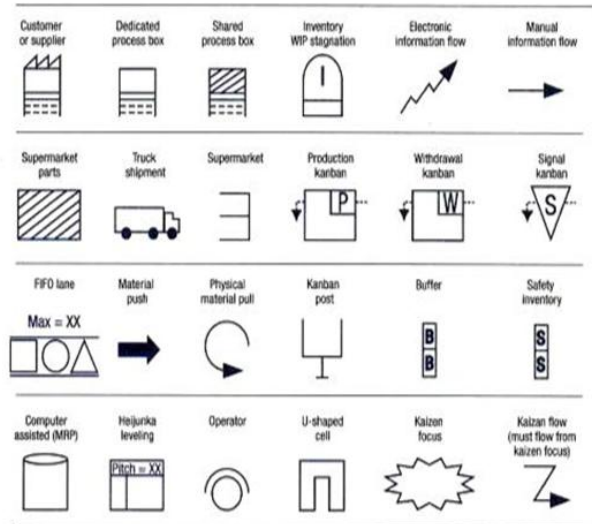 Customer
or supplier
Dedicated
process box
Shared
process box
Inventory
WIP stagnation
Electronic
information flow
Manual
information flow
I
Supermarket
parts
Truck
shipment
Supermarket
Production
kanban
Withdrawal
kanban
Signal
kanban
P
W
S
FIFO lane
Material
push
Physical
material pull
Kanban
post
Buffer
Safety
inventory
Max = XX
B
B
S
S
Computer
assisted (MRP)
Heijunka
leveling
Operator
U-shaped
cell
Kaizen
focus
Kaizan flow
(must flow from
kaizen focus)
Pitch = XX